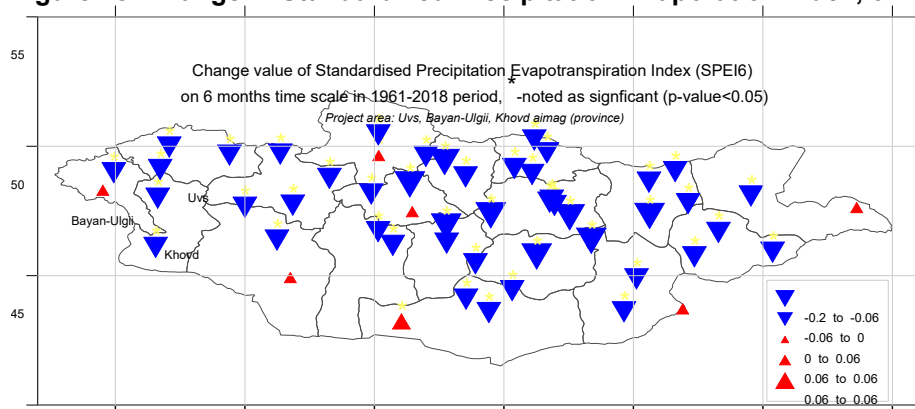 55
Change value of Standardised Precipitation Evapotranspiration Index (SPEI6)
on 6 months time scale in 1961-2018 period, * -noted as signficant (p-value<0.05)
Project area: Uvs, Bayan-Ulgii, Khovd aimag (province)
50
Uvs
Bayan-Ulgii
Khovd
45
-0.2 to -0.06
-0.06 to 0
0 to 0.06
0.06 to 0.06
0.06 to 0.06